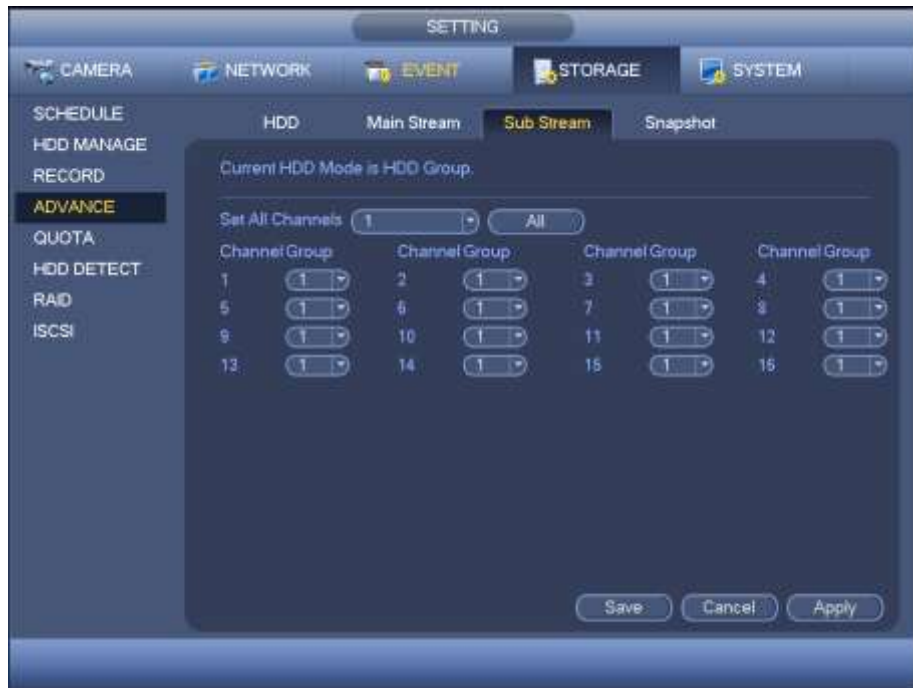 SETTING
CAMERA NETWORK EVENT STORAGE SYSTEM
SCHEDULE
HDD MANAGE
RECORD
ADVANCE
QUOTA
HDD DETECT
RAID
ISCSI
HDD Main Stream Sub Stream Snapshot
Current HDD Mode is HDD Group.
Set All Channels 1 All
Channel Group Channel Group Channel Group Channel Group
1 1 2 1 3 1 4 1
5 1 6 1 7 1 8 1
9 1 10 1 11 1 12 1
13 1 14 1 15 1 16 1
Save Cancel Apply